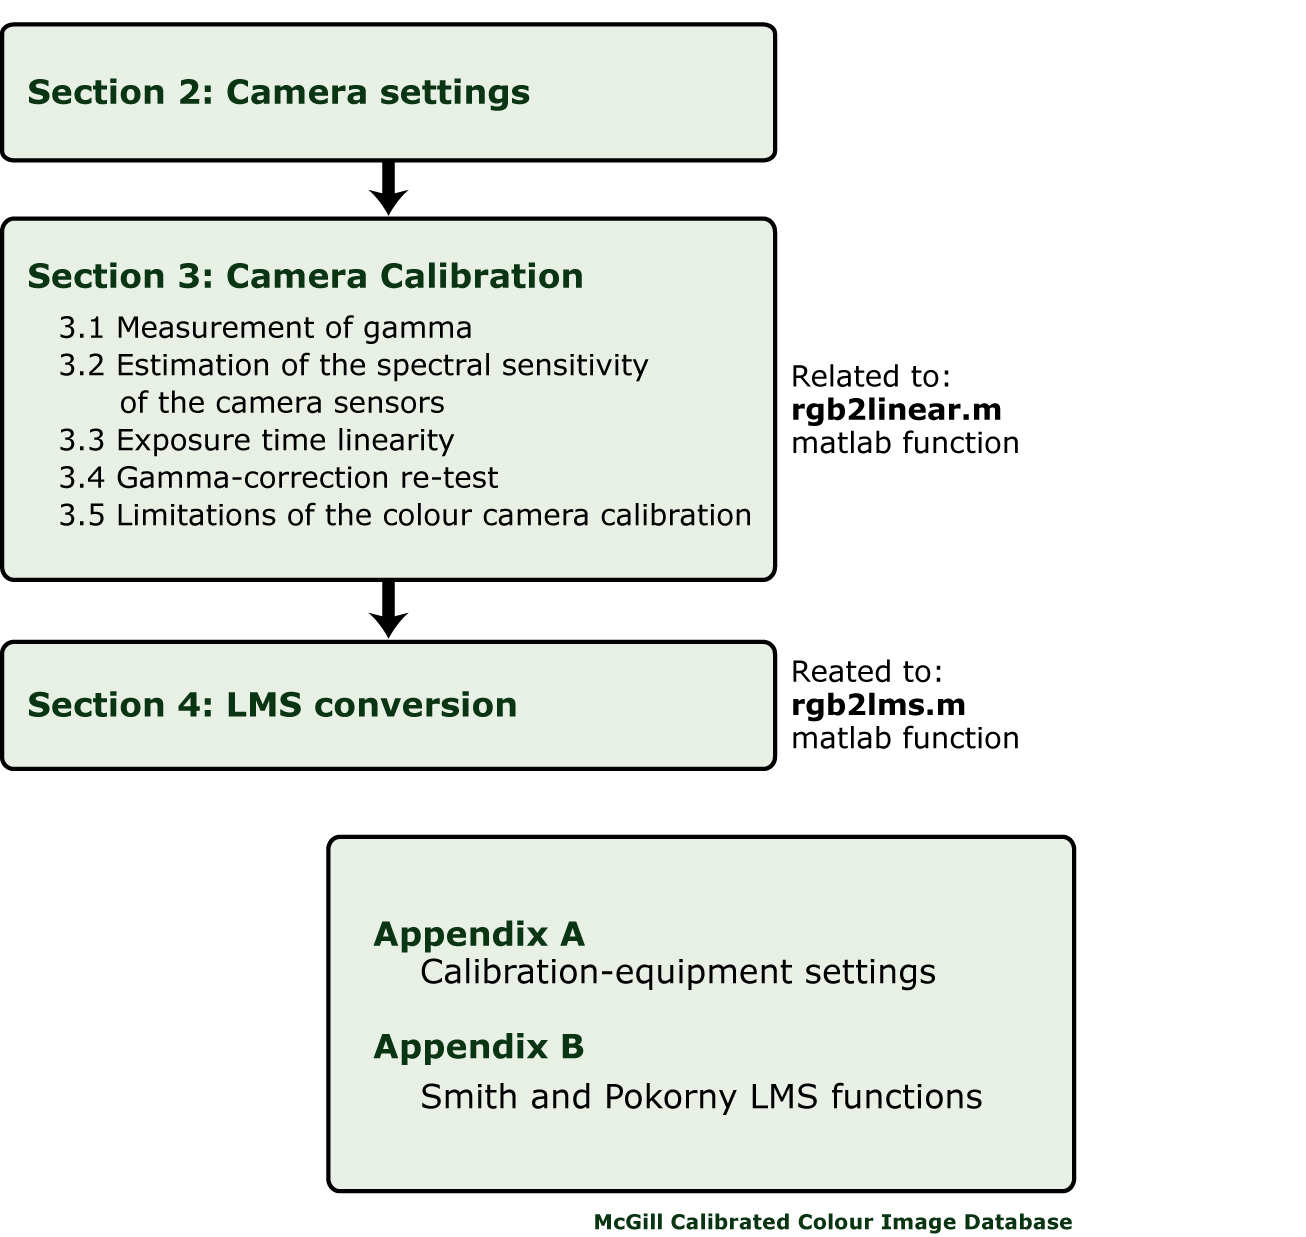 Section 2: Camera settings
Section 3: Camera Calibration
3.1 Measurement of gamma
3.2 Estimation of the spectral sensitivity
of the camera sensors
3.3 Exposure time linearity
3.4 Gamma-correction re-test
3.5 Limitations of the colour camera calibration
Related to:
rgb2linear.m
matlab function
Section 4: LMS conversion
Reated to:
rgb2lms.m
matlab function
Appendix A
Calibration-equipment settings
Appendix B
Smith and Pokorny LMS functions
McGill Calibrated Colour Image Database